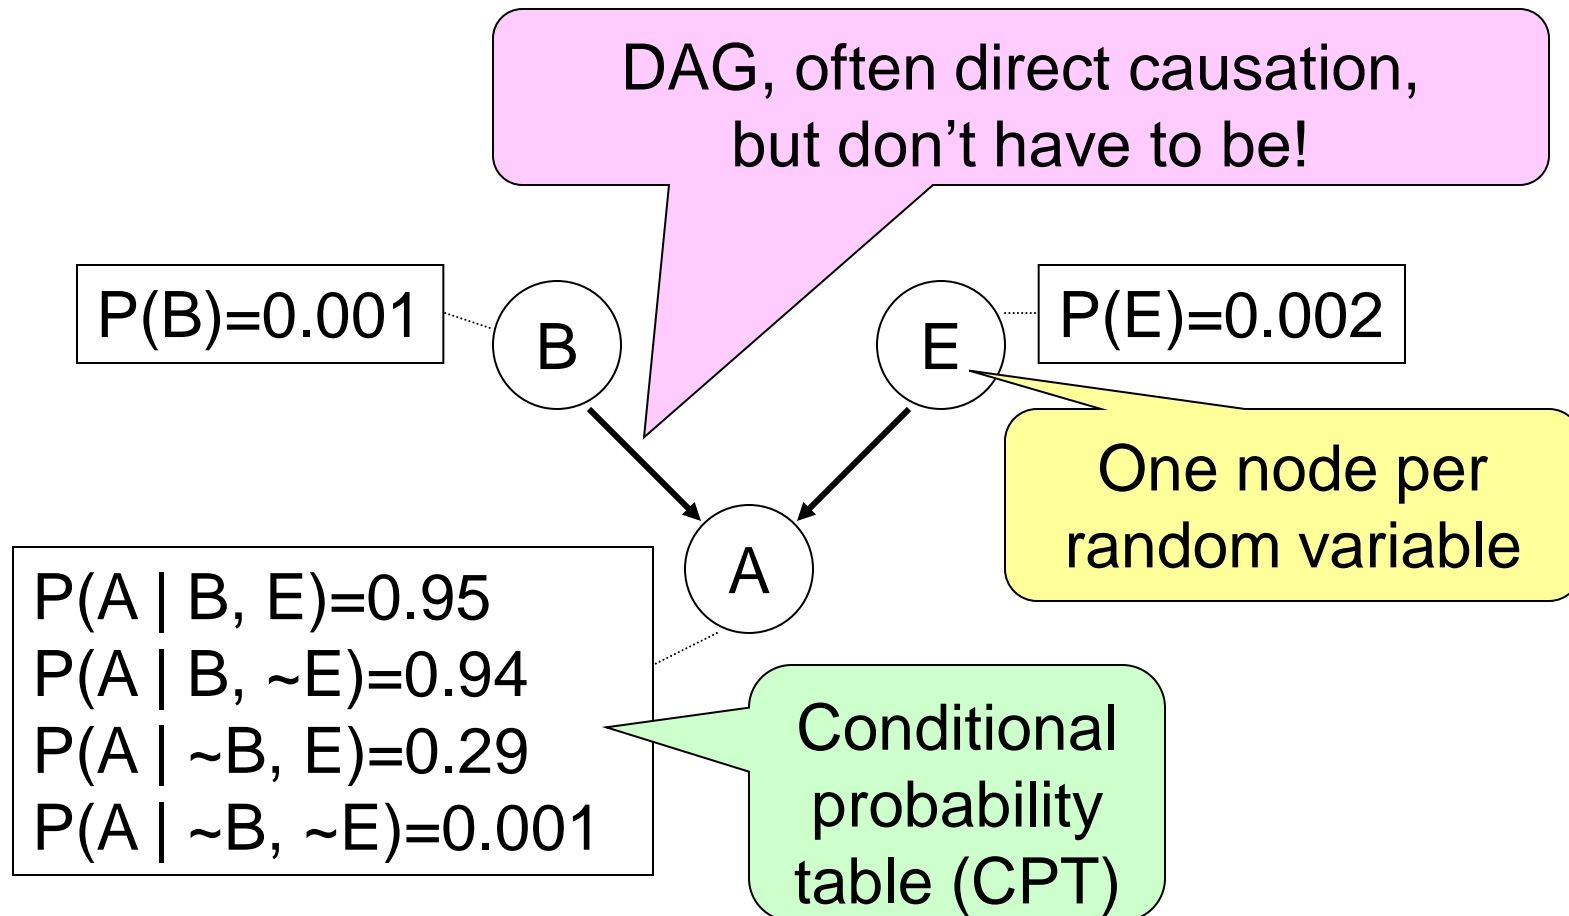 DAG, often direct causation,
but don’t have to be!
P(B)=0.001
B
E
P(E)=0.002
One node per
random variable
A
P(A | B, E)=0.95
P(A | B, ~E)=0.94
P(A | ~B, E)=0.29
P(A | ~B, ~E)=0.001
Conditional
probability
table (CPT)